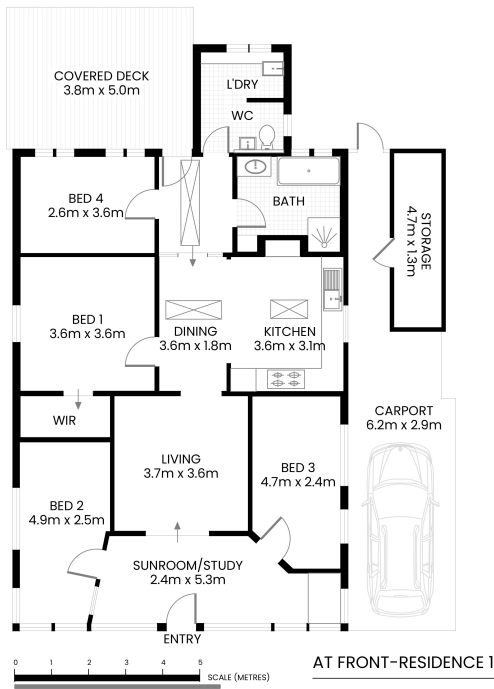 COVERED DECK
3.8m x 5.0m
L'DRY
WC
BED 4
2.6m x 3.6m
BATH
STORAGE
4.7m x 1.3m
BED 1
3.6m x 3.6m
DINING
3.6m x 1.8m
KITCHEN
3.6m x 3.1m
WIR
CARPORT
6.2m x 2.9m
LIVING
3.7m x 3.6m
BED 3
4.7m x 2.4m
BED 2
4.9m x 2.5m
SUNROOM/STUDY
2.4m x 5.3m
ENTRY
0 1 2 3 4 5
SCALE (METRES)
AT FRONT-RESIDENCE 1